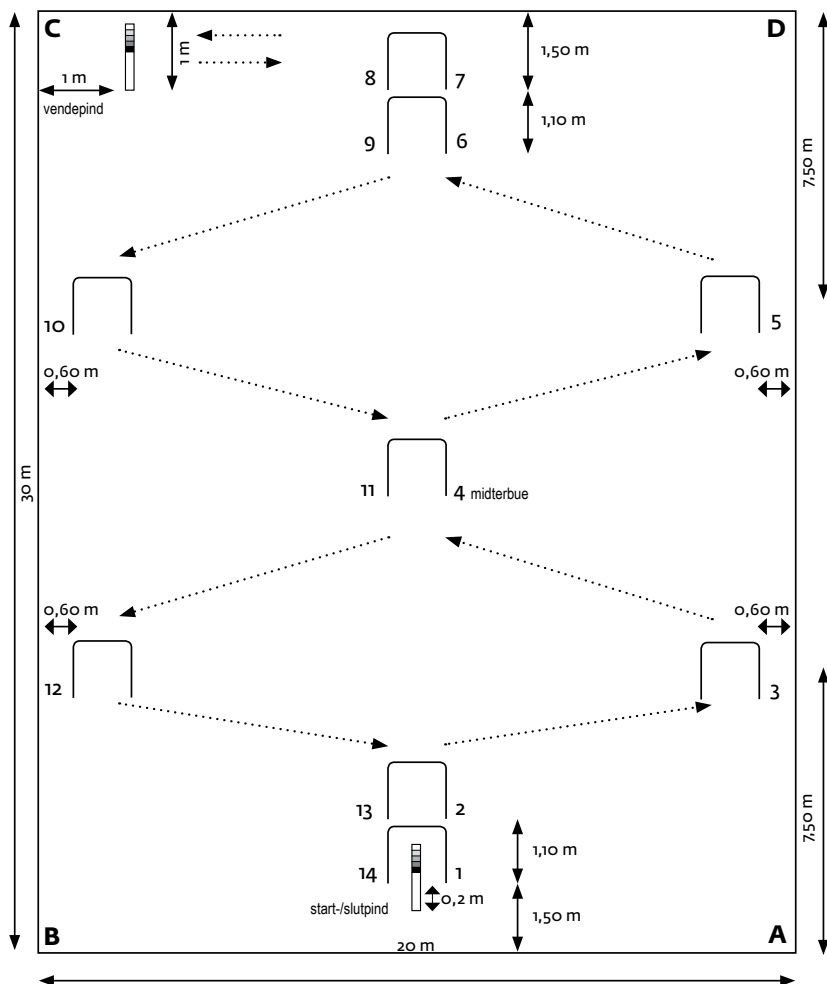 C
D
1 m
1,50 m
1 m
8
7
vendepind
1,10 m
9
6
7,50 m
10
5
0,60 m
0,60 m
30 m
11
4 midterbue
0,60 m
0,60 m
12
3
13
2
7,50 m
1,10 m
14
1
0,2 m
start-/slutpind
1,50 m
B
A
20 m